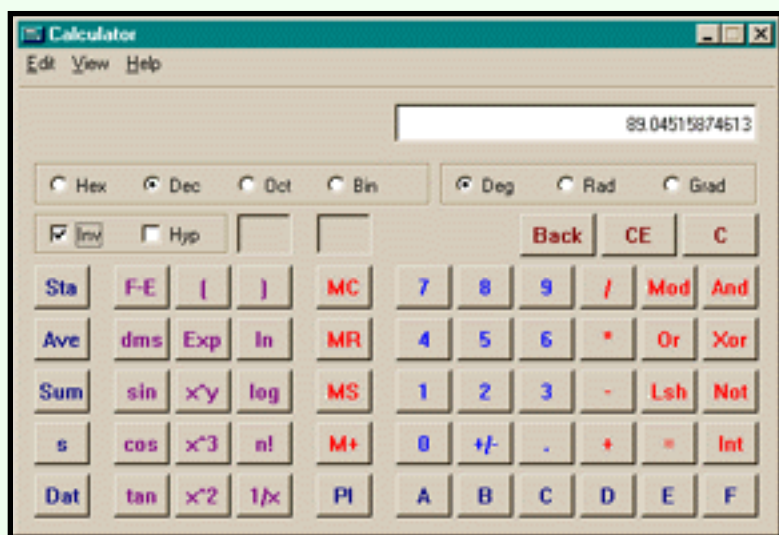 Calculator
Edit View Help
89.04515874613
Hex Dec Oct Bin Deg Rad Grad
Inv Hyp Back CE C
Sta F-E ( ) MC 7 8 9 / Mod And
Ave dms Exp ln MR 4 5 6 * Or Xor
Sum sin x^y log MS 1 2 3 - Lsh Not
s cos x^3 n! M+ 0 +/- . + = Int
Dat tan x^2 1/x PI A B C D E F